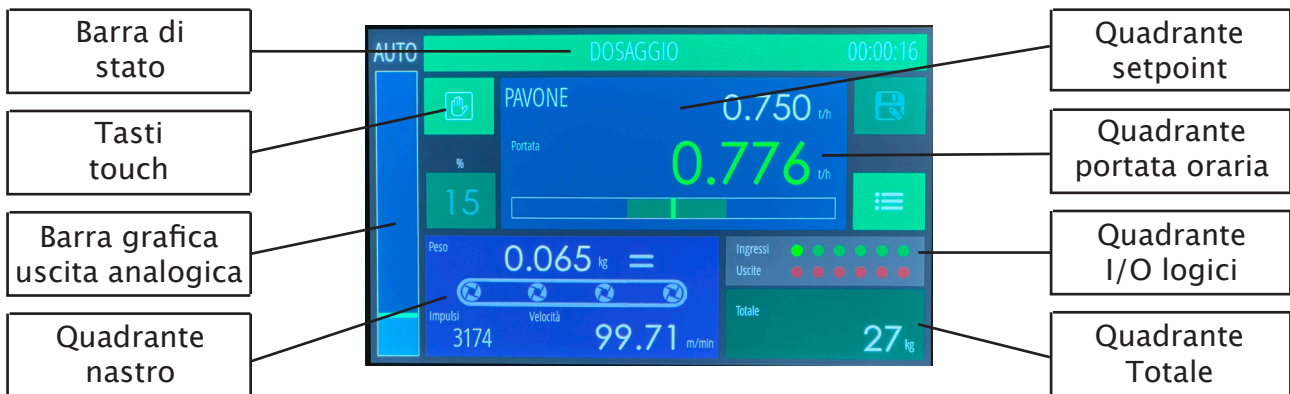 Barra di
stato
Tasti
touch
Barra grafica
uscita analogica
Quadrante
nastro
AUTO
DOSAGGIO 00:00:16
PAVONE 0.750 t/h
Portata
0.776 t/h
%
15
Peso
0.065 kg =
Impulsi Velocità
3174 99.71 m/min
Ingressi
Uscite
Totale
27 kg
Quadrante
setpoint
Quadrante
portata oraria
Quadrante
I/O logici
Quadrante
Totale